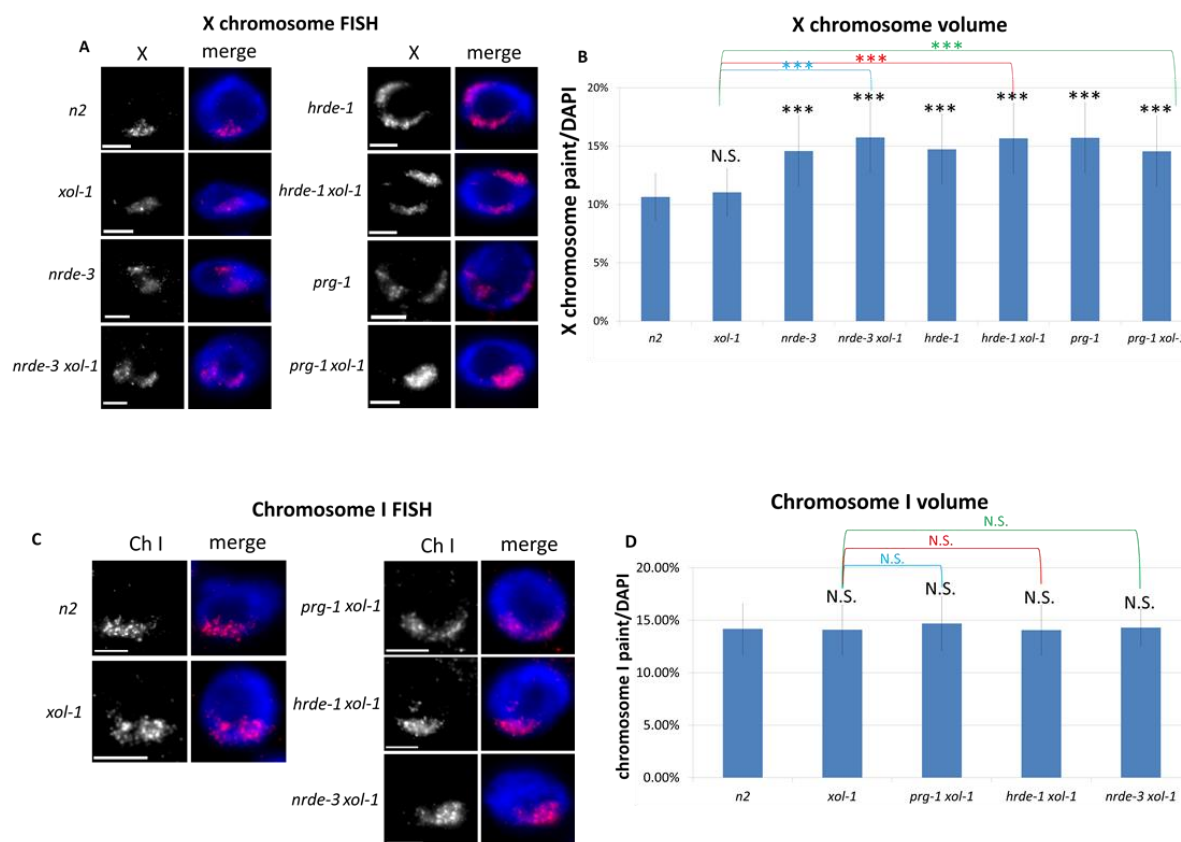 X chromosome FISH
A
X merge
n2
xol-1
nrde-3
nrde-3 xol-1
X merge
hrde-1
hrde-1 xol-1
prg-1
prg-1 xol-1
X chromosome volume
B
***
***
***
*** *** *** *** *** ***
N.S.
X chromosome paint/DAPI
20%
15%
10%
5%
0%
n2 xol-1 nrde-3 nrde-3 xol-1 hrde-1 hrde-1 xol-1 prg-1 prg-1 xol-1
Chromosome I FISH
C
Ch I merge
n2
xol-1
Ch I merge
prg-1 xol-1
hrde-1 xol-1
nrde-3 xol-1
Chromosome I volume
D
N.S.
N.S.
N.S.
N.S. N.S. N.S. N.S.
chromosome I paint/DAPI
20.00%
15.00%
10.00%
5.00%
0.00%
n2 xol-1 prg-1 xol-1 hrde-1 xol-1 nrde-3 xol-1